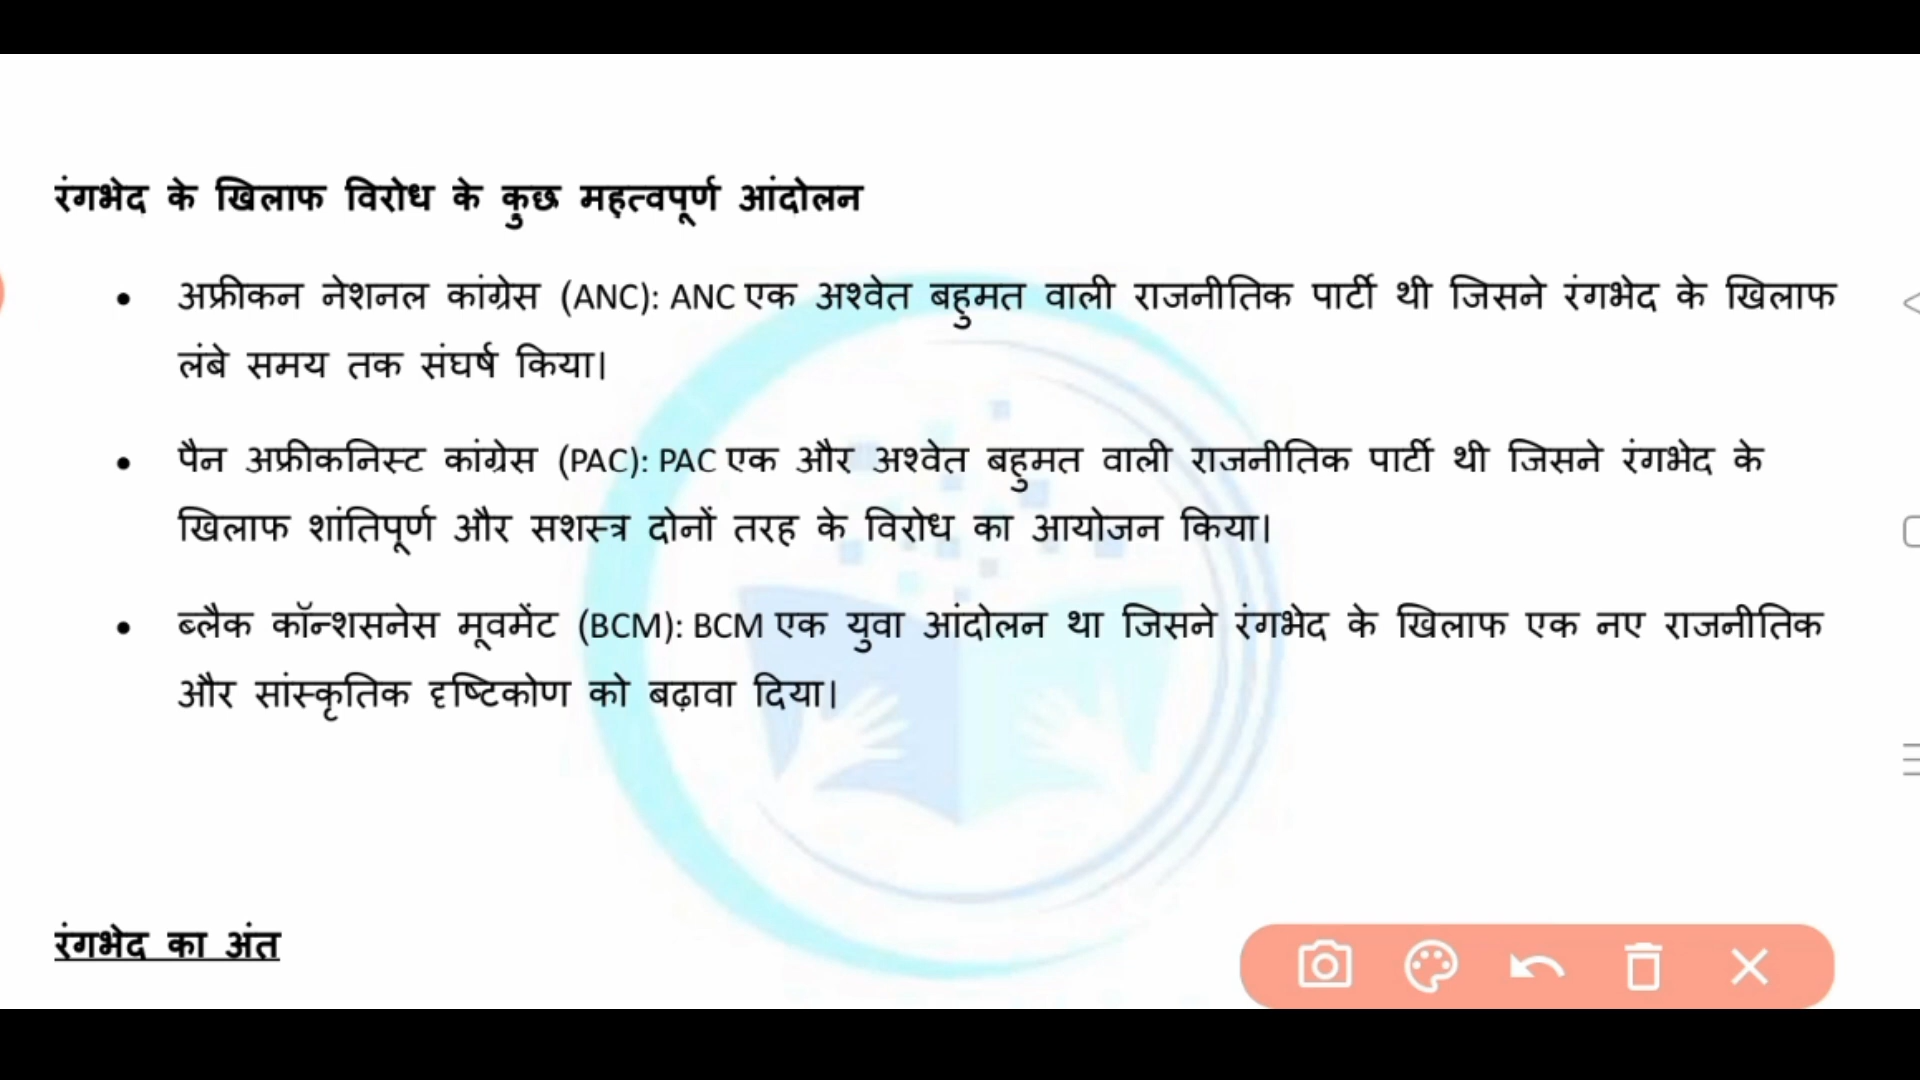 रंगभेद के खिलाफ विरोध के कुछ महत्वपूर्ण आंदोलन
• अफ्रीकन नेशनल कांग्रेस (ANC): ANC एक अश्वेत बहुमत वाली राजनीतिक पार्टी थी जिसने रंगभेद के खिलाफ
लंबे समय तक संघर्ष किया।
• पैन अफ्रीकनिस्ट कांग्रेस (PAC): PAC एक और अश्वेत बहुमत वाली राजनीतिक पार्टी थी जिसने रंगभेद के
खिलाफ शांतिपूर्ण और सशस्त्र दोनों तरह के विरोध का आयोजन किया।
• ब्लैक कॉन्शसनेस मूवमेंट (BCM): BCM एक युवा आंदोलन था जिसने रंगभेद के खिलाफ एक नए राजनीतिक
और सांस्कृतिक दृष्टिकोण को बढ़ावा दिया।
रंगभेद का अंत